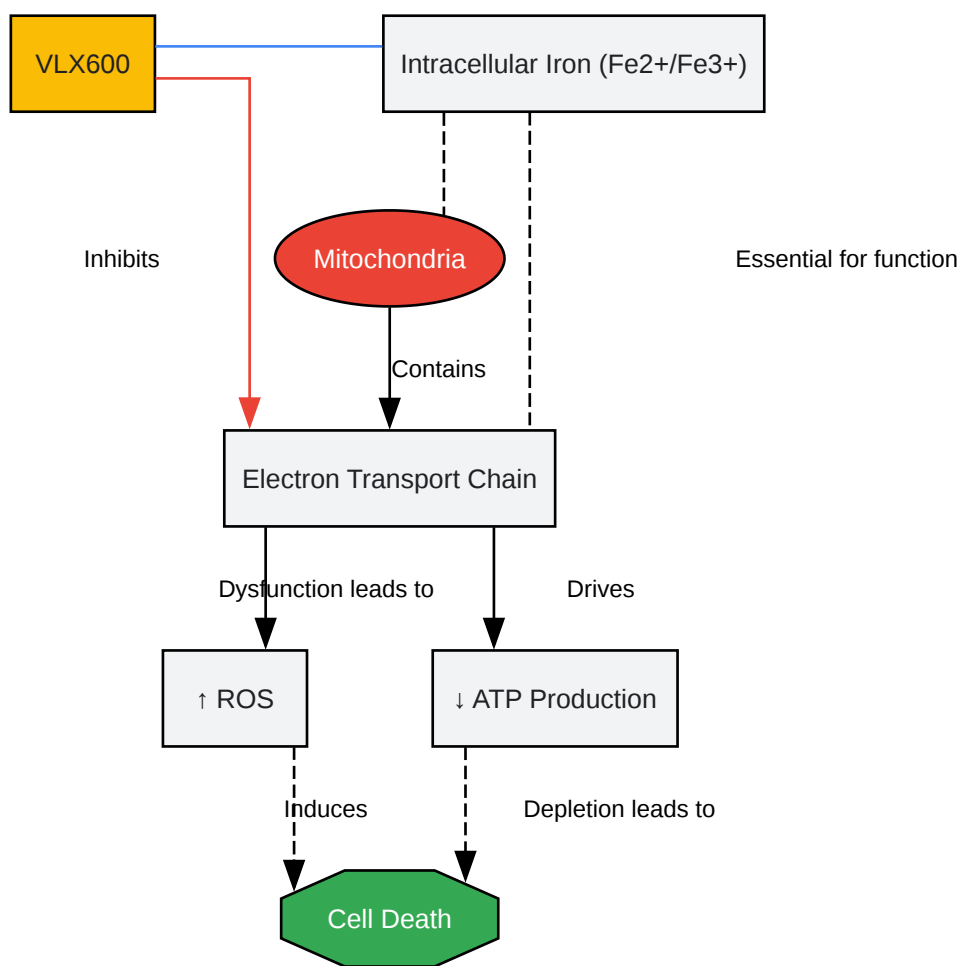 VLX600
Intracellular Iron (Fe2+/Fe3+)
Inhibits
Mitochondria
Essential for function
Contains
Electron Transport Chain
Dysfunction leads to
Drives
↑ ROS
↓ ATP Production
Induces
Depletion leads to
Cell Death